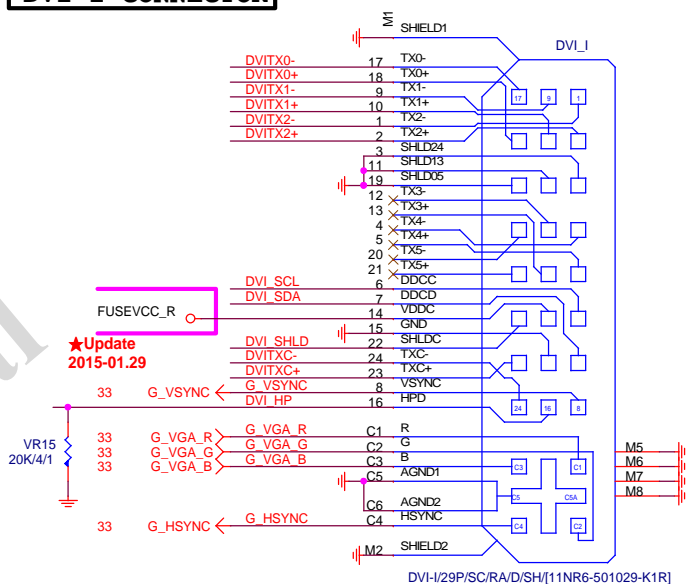 M1 SHIELD1
DVI_I
DVITX0- 17 TX0-
DVITX0+ 18 TX0+
DVITX1- 9 TX1-
DVITX1+ 10 TX1+
DVITX2- 1 TX2-
DVITX2+ 2 TX2+
3 SHLD24
11 SHLD13
19 SHLD05
12 TX3-
13 TX3+
4 TX4-
5 TX4+
20 TX5-
21 TX5+
DVI_SCL 6 DDCC
DVI_SDA 7 DDCD
FUSEVCC_R 14 VDDC
15 GND
★Update
2015-01.29
DVI_SHLD 22 SHLDC
DVITXC- 24 TXC-
DVITXC+ 23 TXC+
33 G_VSYNC G_VSYNC 8 VSYNC
DVI_HP 16 HPD
VR15
20K/4/1
33 G_VGA_R G_VGA_R C1 R
33 G_VGA_G G_VGA_G C2 G
33 G_VGA_B G_VGA_B C3 B
C5 AGND1
C6 AGND2
33 G_HSYNC G_HSYNC C4 HSYNC
M2 SHIELD2
17 9 1
24 16 8
C3 C1
C5 C5A
C4 C2
M5
M6
M7
M8
DVI-I/29P/SC/RA/D/SH/[11NR6-501029-K1R]